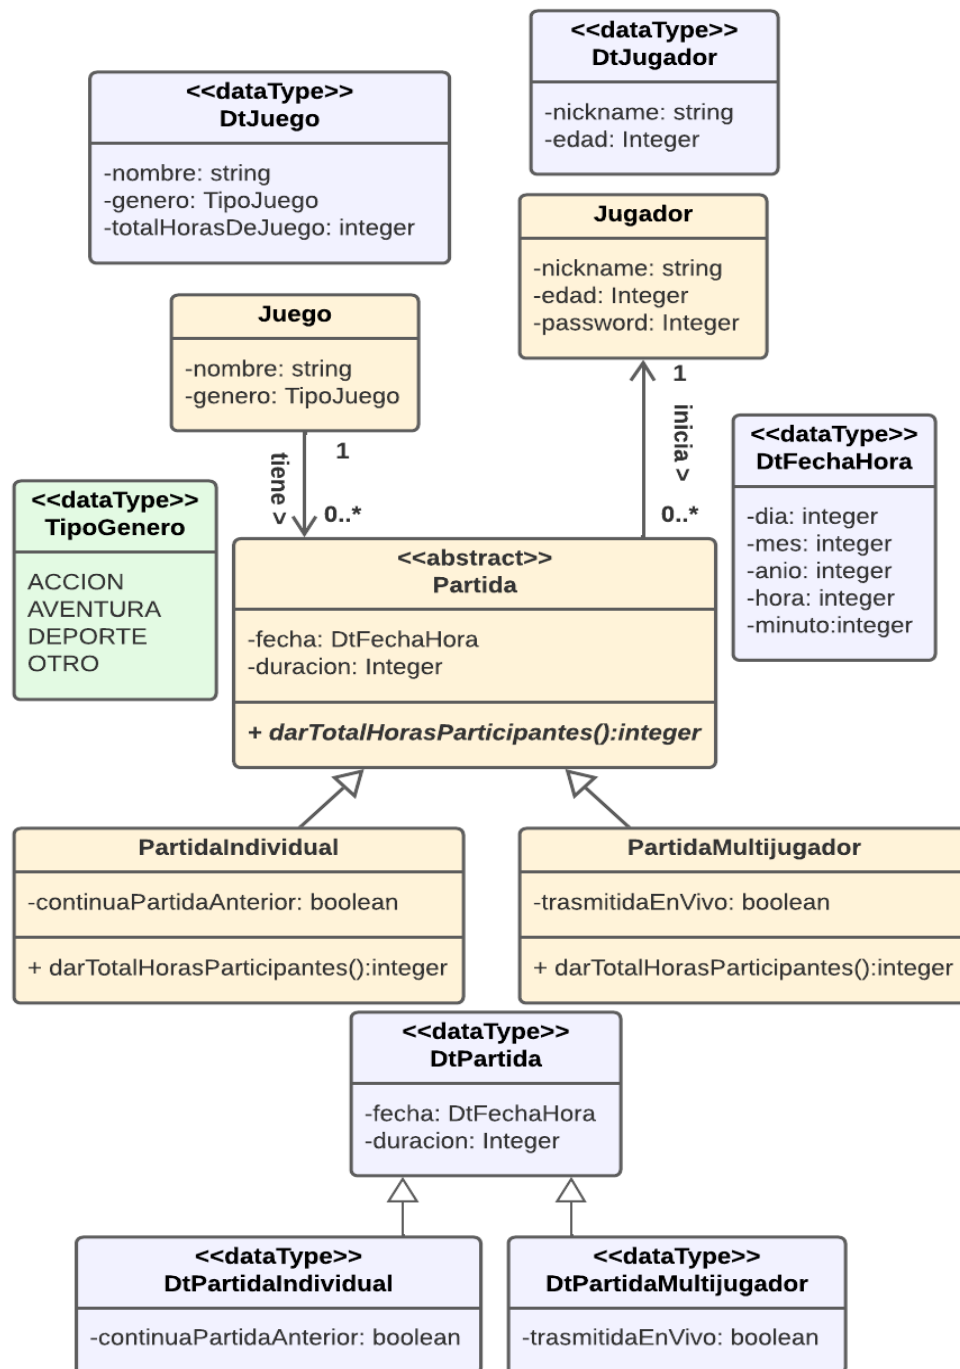 <<dataType>>
DtJugador
-nickname: string
-edad: Integer
<<dataType>>
DtJuego
-nombre: string
-genero: TipoJuego
-totalHorasDeJuego: integer
Jugador
-nickname: string
-edad: Integer
-password: Integer
Juego
-nombre: string
-genero: TipoJuego
1
tiene >
0..*
1
inicia >
0..*
<<dataType>>
DtFechaHora
-dia: integer
-mes: integer
-anio: integer
-hora: integer
-minuto:integer
<<dataType>>
TipoGenero
ACCION
AVENTURA
DEPORTE
OTRO
<<abstract>>
Partida
-fecha: DtFechaHora
-duracion: Integer
+ darTotalHorasParticipantes():integer
PartidaIndividual
-continuaPartidaAnterior: boolean
+ darTotalHorasParticipantes():integer
PartidaMultijugador
-trasmitidaEnVivo: boolean
+ darTotalHorasParticipantes():integer
<<dataType>>
DtPartida
-fecha: DtFechaHora
-duracion: Integer
<<dataType>>
DtPartidaIndividual
-continuaPartidaAnterior: boolean
<<dataType>>
DtPartidaMultijugador
-trasmitidaEnVivo: boolean